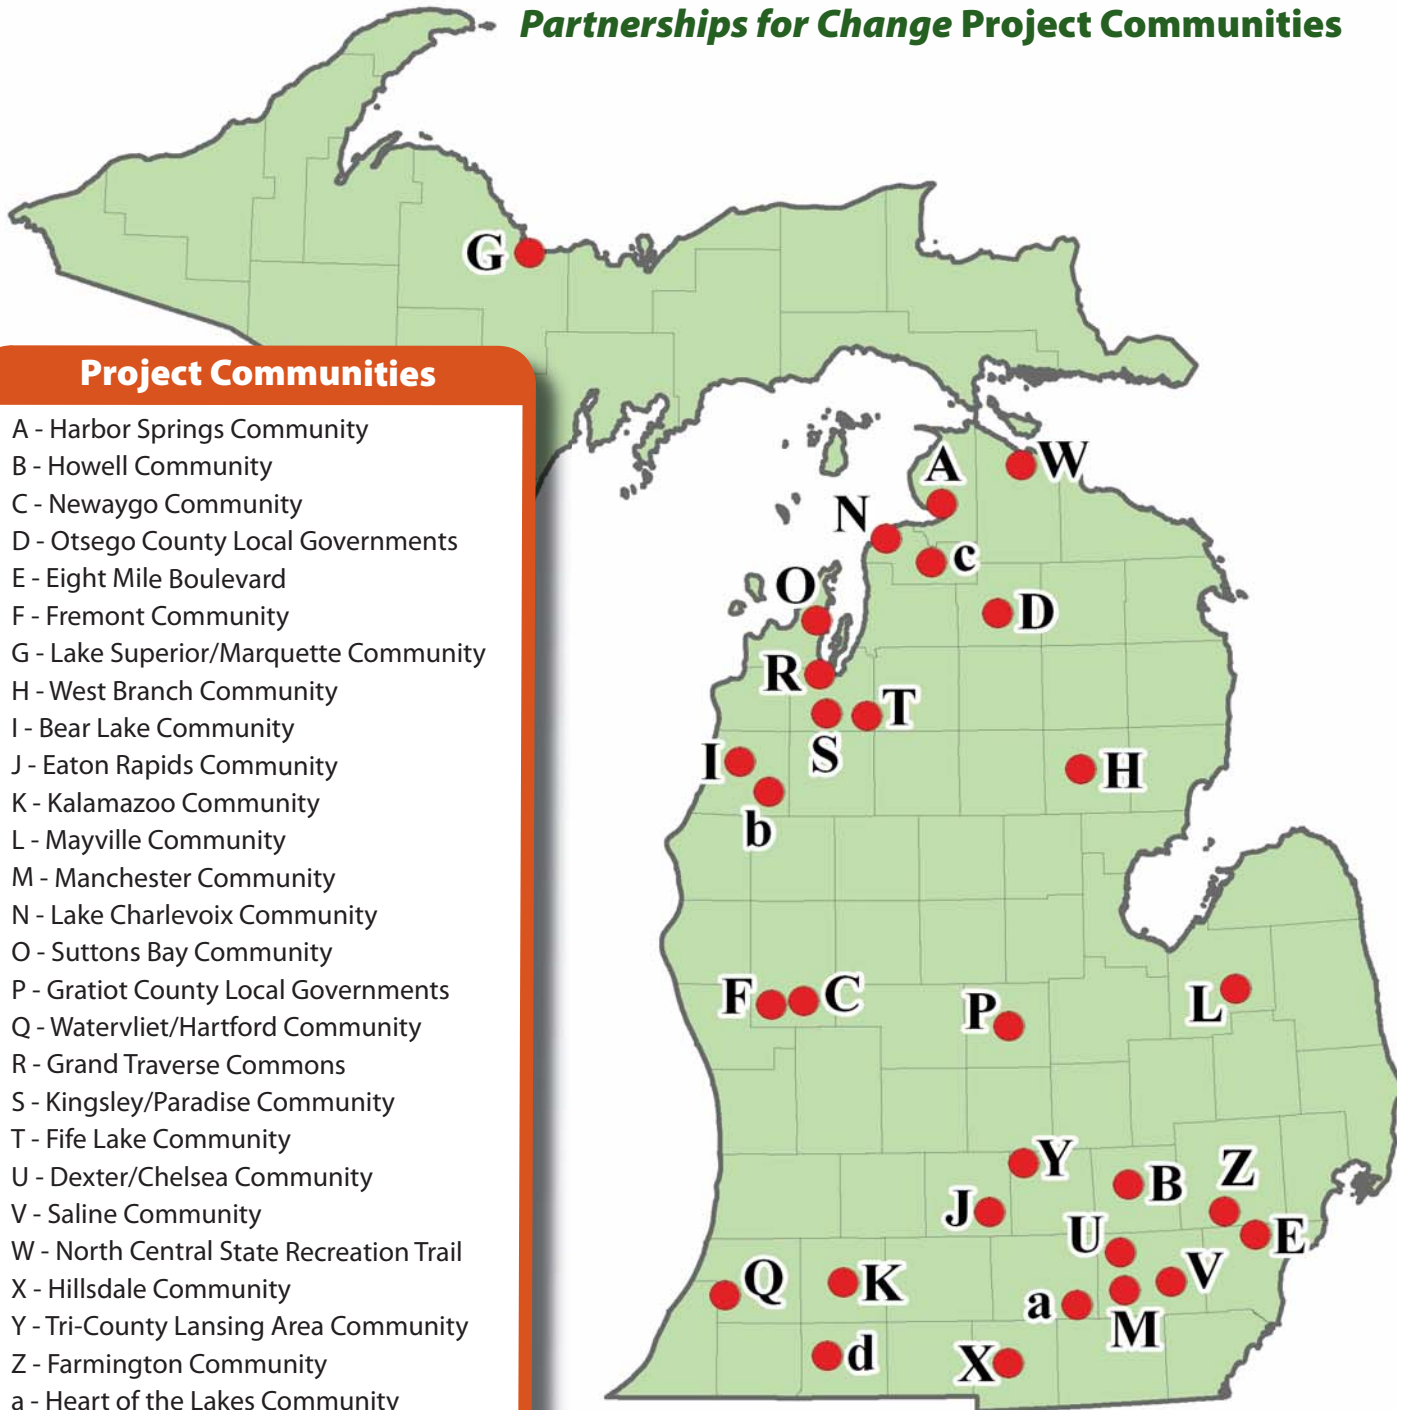 Partnerships for Change Project Communities
G
Project Communities
A - Harbor Springs Community
B - Howell Community
C - Newaygo Community
D - Otsego County Local Governments
E - Eight Mile Boulevard
F - Fremont Community
G - Lake Superior/Marquette Community
H - West Branch Community
I - Bear Lake Community
J - Eaton Rapids Community
K - Kalamazoo Community
L - Mayville Community
M - Manchester Community
N - Lake Charlevoix Community
O - Suttons Bay Community
P - Gratiot County Local Governments
Q - Watervliet/Hartford Community
R - Grand Traverse Commons
S - Kingsley/Paradise Community
T - Fife Lake Community
U - Dexter/Chelsea Community
V - Saline Community
W - North Central State Recreation Trail
X - Hillsdale Community
Y - Tri-County Lansing Area Community
Z - Farmington Community
a - Heart of the Lakes Community
W
A
N
c
O
D
R
T
S
I
H
b
F
C
P
L
Y
B
Z
J
U
E
Q
K
V
a
M
d
X